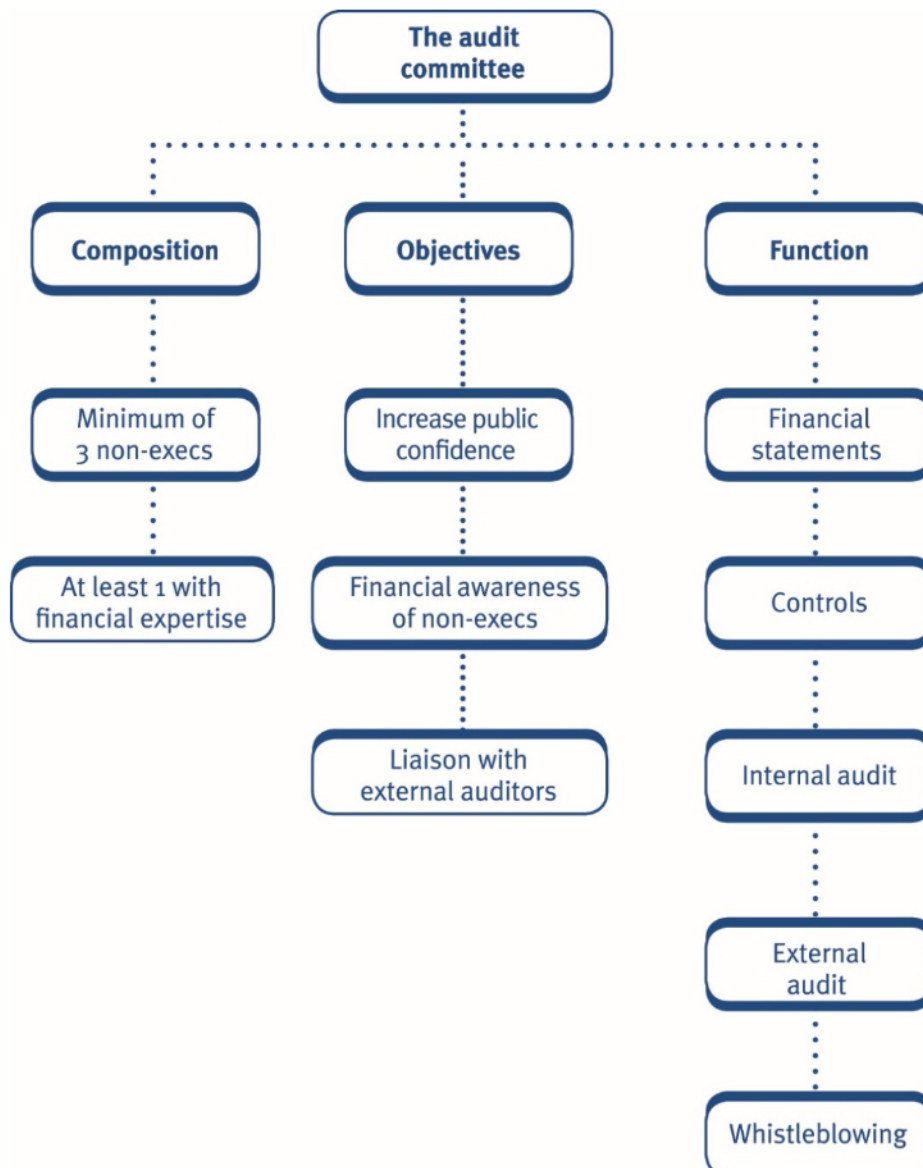 The audit
committee
Composition
Objectives
Function
Minimum of
3 non-execs
Increase public
confidence
Financial
statements
At least 1 with
financial expertise
Financial awareness
of non-execs
Controls
Liaison with
external auditors
Internal audit
External
audit
Whistleblowing